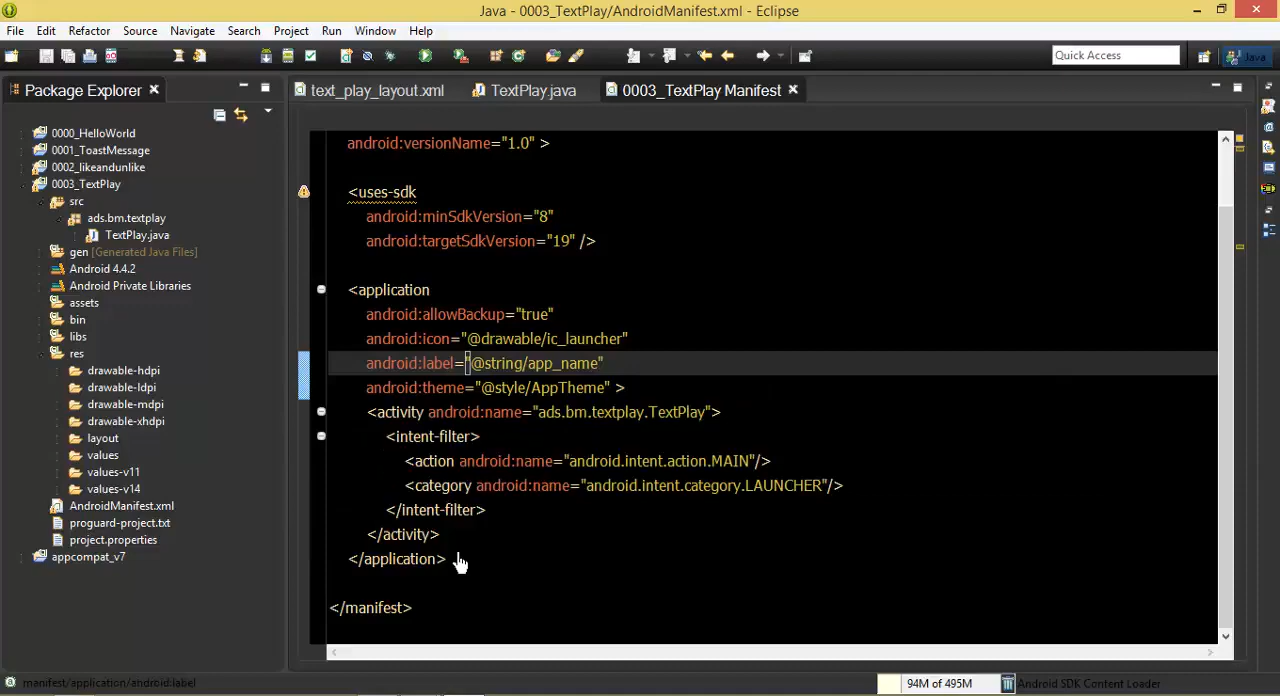 Java - 0003_TextPlay/AndroidManifest.xml - Eclipse
File Edit Refactor Source Navigate Search Project Run Window Help
Quick Access
Java
Package Explorer
text_play_layout.xml
TextPlay.java
0003_TextPlay Manifest
0000_HelloWorld
0001_ToastMessage
0002_likeandunlike
0003_TextPlay
src
ads.bm.textplay
TextPlay.java
gen [Generated Java Files]
Android 4.4.2
Android Private Libraries
assets
bin
libs
res
drawable-hdpi
drawable-ldpi
drawable-mdpi
drawable-xhdpi
layout
values
values-v11
values-v14
AndroidManifest.xml
proguard-project.txt
project.properties
appcompat_v7
android:versionName="1.0" >
<uses-sdk
android:minSdkVersion="8"
android:targetSdkVersion="19" />
<application
android:allowBackup="true"
android:icon="@drawable/ic_launcher"
android:label="@string/app_name"
android:theme="@style/AppTheme" >
<activity android:name="ads.bm.textplay.TextPlay">
<intent-filter>
<action android:name="android.intent.action.MAIN"/>
<category android:name="android.intent.category.LAUNCHER"/>
</intent-filter>
</activity>
</application>
</manifest>
manifest/application/android:label
94M of 495M
Android SDK Content Loader